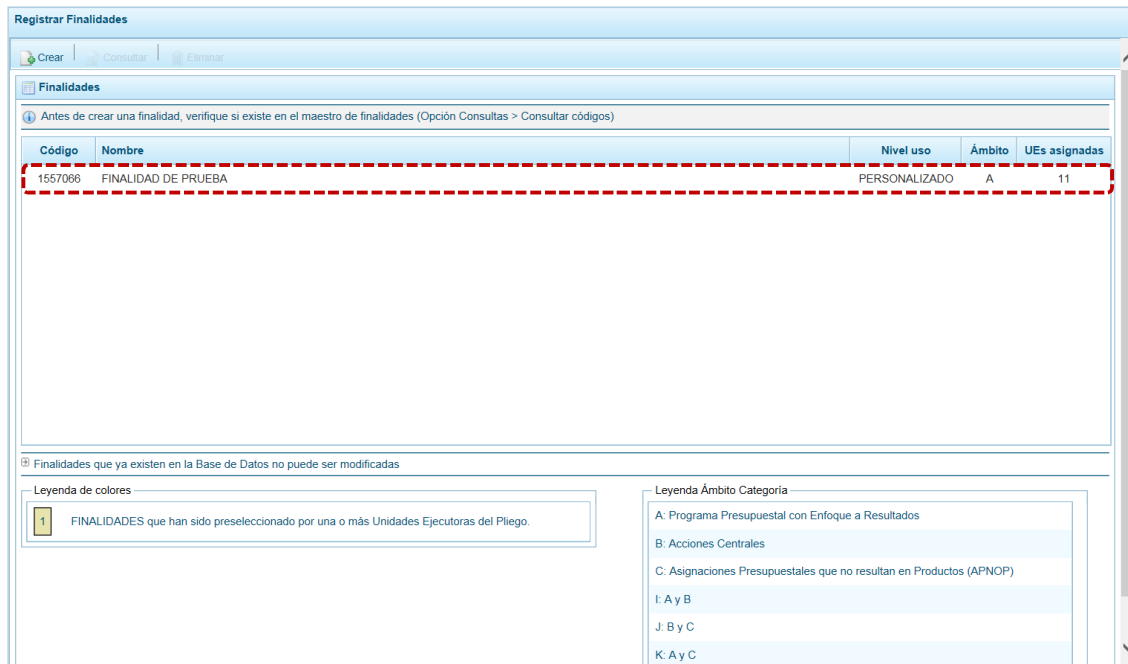 Registrar Finalidades
Crear Consultar Eliminar
Finalidades
Antes de crear una finalidad, verifique si existe en el maestro de finalidades (Opción Consultas > Consultar códigos)
Código Nombre Nivel uso Ámbito UEs asignadas
1557066 FINALIDAD DE PRUEBA PERSONALIZADO A 11
Finalidades que ya existen en la Base de Datos no puede ser modificadas
Leyenda de colores
1 FINALIDADES que han sido preseleccionado por una o más Unidades Ejecutoras del Pliego.
Leyenda Ámbito Categoría
A: Programa Presupuestal con Enfoque a Resultados
B: Acciones Centrales
C: Asignaciones Presupuestales que no resultan en Productos (APNOP)
I: A y B
J: B y C
K: A y C